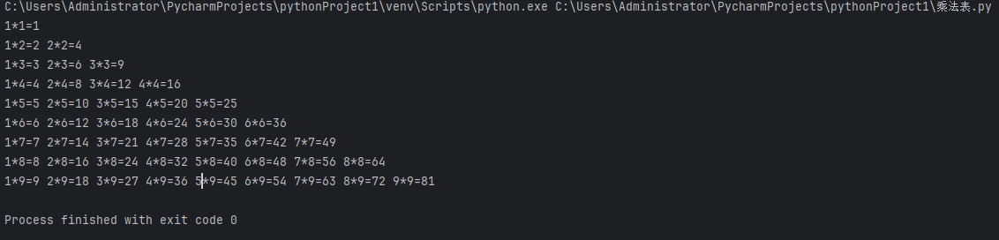 C:\Users\Administrator\PycharmProjects\pythonProject1\venv\Scripts\python.exe C:\Users\Administrator\PycharmProjects\pythonProject1\乘法表.py
1*1=1
1*2=2 2*2=4
1*3=3 2*3=6 3*3=9
1*4=4 2*4=8 3*4=12 4*4=16
1*5=5 2*5=10 3*5=15 4*5=20 5*5=25
1*6=6 2*6=12 3*6=18 4*6=24 5*6=30 6*6=36
1*7=7 2*7=14 3*7=21 4*7=28 5*7=35 6*7=42 7*7=49
1*8=8 2*8=16 3*8=24 4*8=32 5*8=40 6*8=48 7*8=56 8*8=64
1*9=9 2*9=18 3*9=27 4*9=36 5*9=45 6*9=54 7*9=63 8*9=72 9*9=81
Process finished with exit code 0